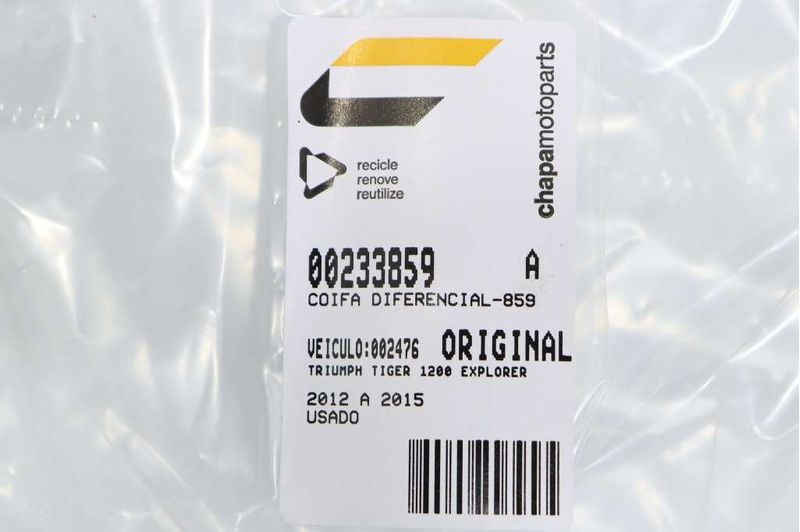 chapamotoparts
recicle
renove
reutilize
00233859 A
COIFA DIFERENCIAL-859
VEICULO:002476 ORIGINAL
TRIUMPH TIGER 1200 EXPLORER
2012 A 2015
USADO